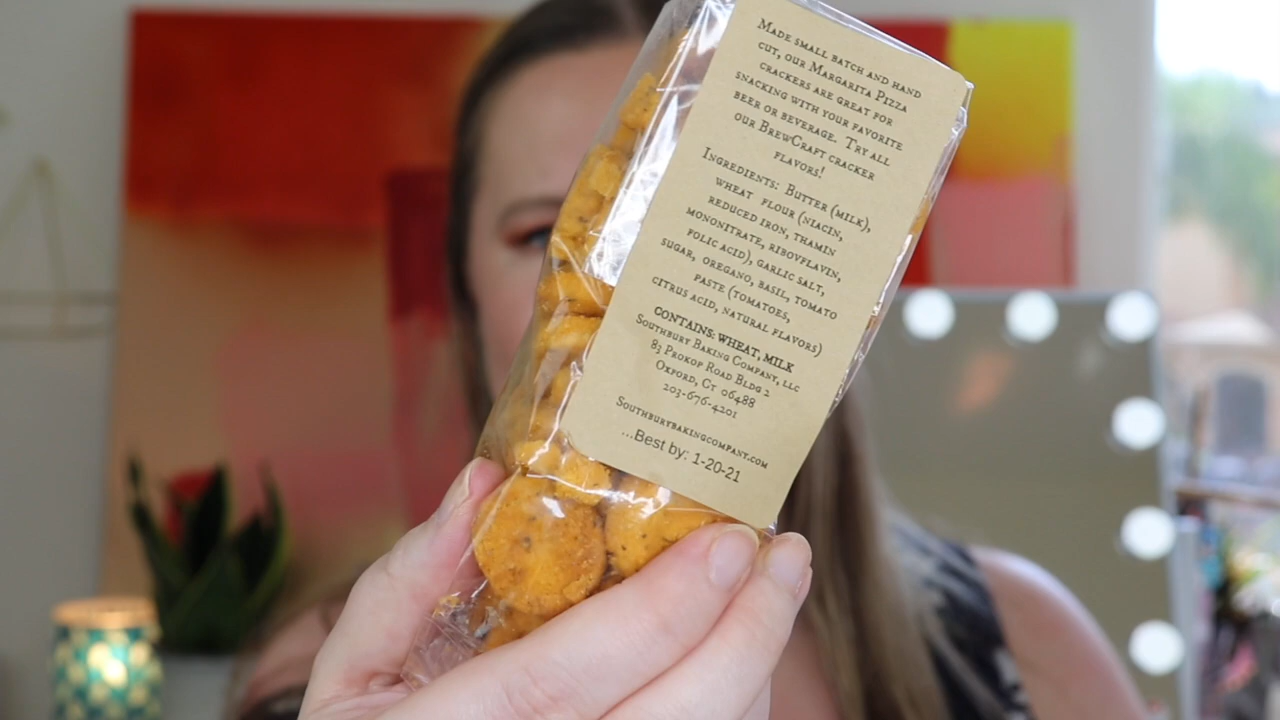 Made small batch and hand
cut, our Margarita Pizza
crackers are great for
snacking with your favorite
beer or beverage. Try all
our BrewCraft cracker
flavors!
Ingredients: Butter (milk),
wheat flour (niacin,
reduced iron, thamin
mononitrate, ribovflavin,
folic acid), garlic salt,
sugar, oregano, basil, tomato
paste (tomatoes,
citrus acid, natural flavors)
CONTAINS: WHEAT, MILK
Southbury Baking Company, LLC
83 Prokop Road Bldg 2
Oxford, Ct 06488
203-676-4201
Southburybakingcompany.com
...Best by: 1-20-21